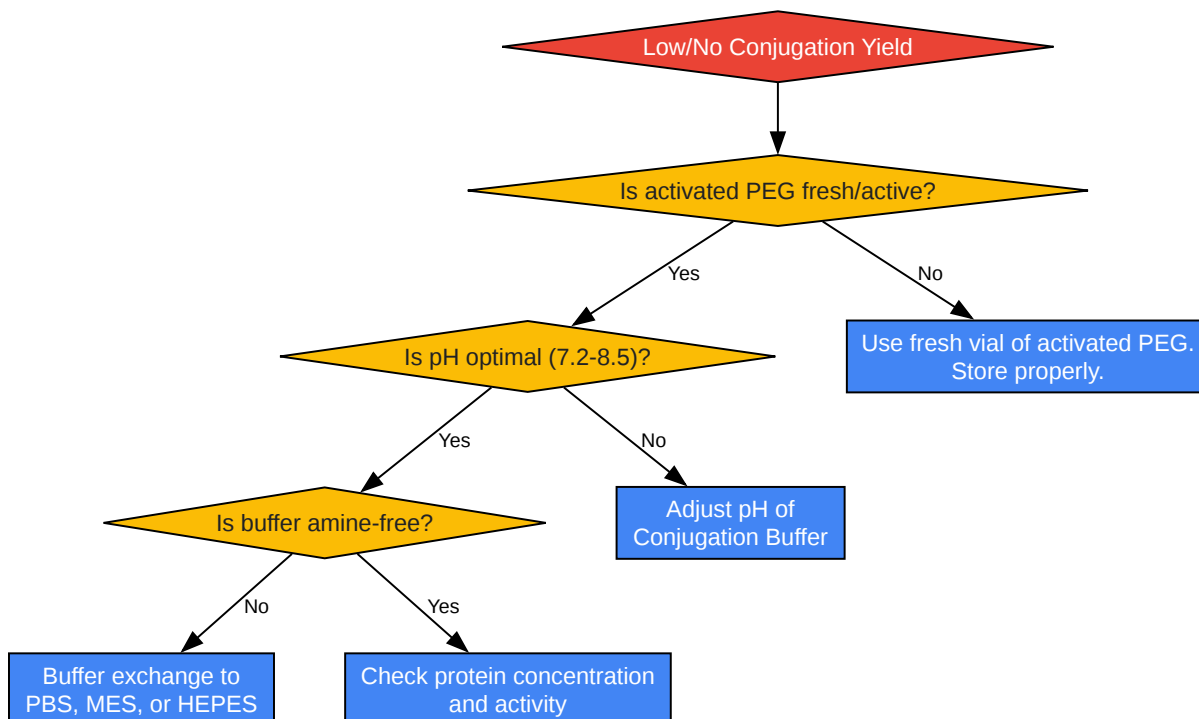 Low/No Conjugation Yield
Is activated PEG fresh/active?
Yes
No
Is pH optimal (7.2-8.5)?
Use fresh vial of activated PEG.
Store properly.
Yes
No
Is buffer amine-free?
Adjust pH of
Conjugation Buffer
No
Yes
Buffer exchange to
PBS, MES, or HEPES
Check protein concentration
and activity